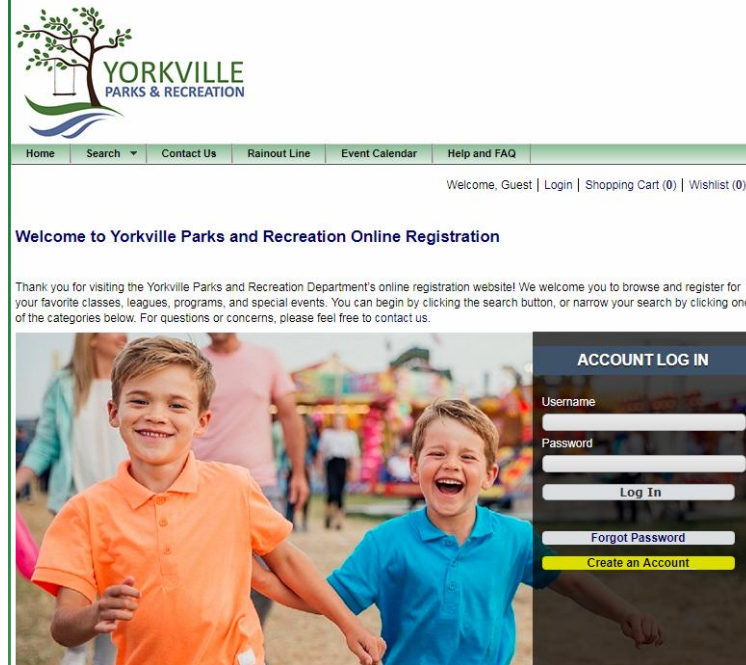 YORKVILLE
PARKS & RECREATION
Home Search Contact Us Rainout Line Event Calendar Help and FAQ
Welcome, Guest | Login | Shopping Cart (0) | Wishlist (0)
Welcome to Yorkville Parks and Recreation Online Registration
Thank you for visiting the Yorkville Parks and Recreation Department's online registration website! We welcome you to browse and register for
your favorite classes, leagues, programs, and special events. You can begin by clicking the search button, or narrow your search by clicking one
of the categories below. For questions or concerns, please feel free to contact us.
ACCOUNT LOG IN
Username
Password
Log In
Forgot Password
Create an Account